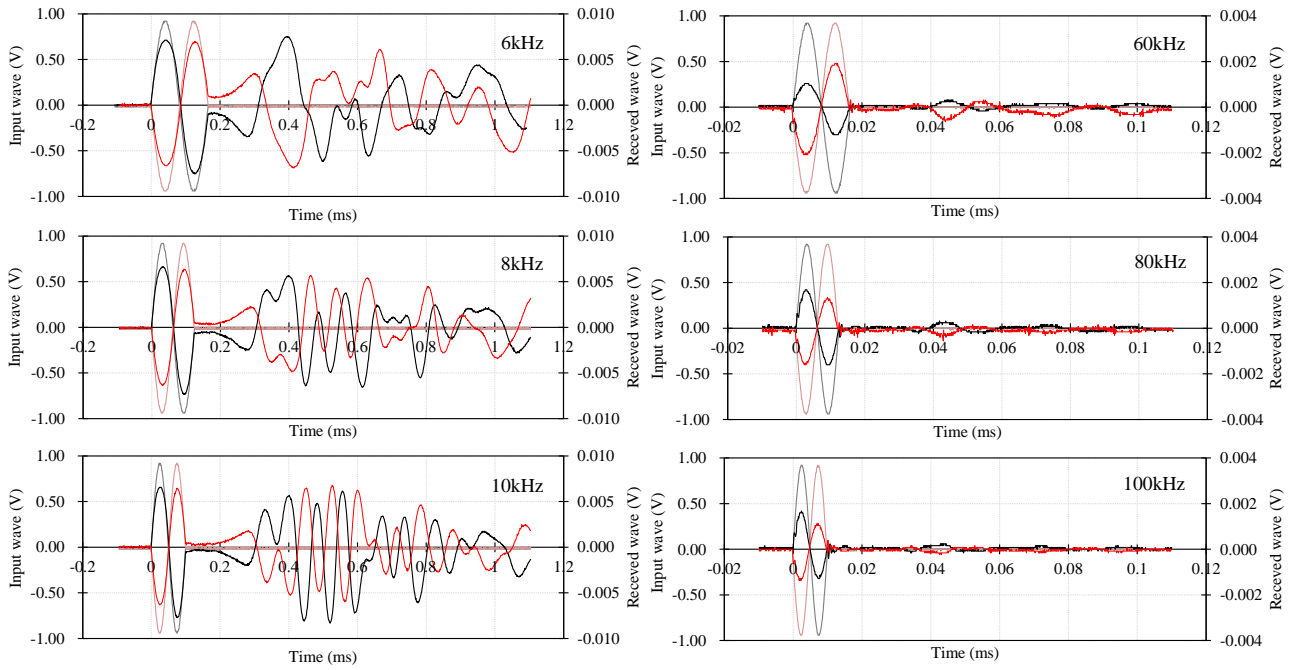 1.00 0.010
0.50 0.005
0.00 0.000
-0.50 -0.005
-1.00 -0.010
-0.2 0 0.2 0.4 0.6 0.8 1 1.2
Input wave (V)
Receved wave (V)
Time (ms)
6kHz
1.00 0.004
0.50 0.002
0.00 0.000
-0.50 -0.002
-1.00 -0.004
-0.02 0 0.02 0.04 0.06 0.08 0.1 0.12
Input wave (V)
Receved wave (V)
Time (ms)
60kHz
1.00 0.010
0.50 0.005
0.00 0.000
-0.50 -0.005
-1.00 -0.010
-0.2 0 0.2 0.4 0.6 0.8 1 1.2
Input wave (V)
Receved wave (V)
Time (ms)
8kHz
1.00 0.004
0.50 0.002
0.00 0.000
-0.50 -0.002
-1.00 -0.004
-0.02 0 0.02 0.04 0.06 0.08 0.1 0.12
Input wave (V)
Receved wave (V)
Time (ms)
80kHz
1.00 0.010
0.50 0.005
0.00 0.000
-0.50 -0.005
-1.00 -0.010
-0.2 0 0.2 0.4 0.6 0.8 1 1.2
Input wave (V)
Receved wave (V)
Time (ms)
10kHz
1.00 0.004
0.50 0.002
0.00 0.000
-0.50 -0.002
-1.00 -0.004
-0.02 0 0.02 0.04 0.06 0.08 0.1 0.12
Input wave (V)
Receved wave (V)
Time (ms)
100kHz